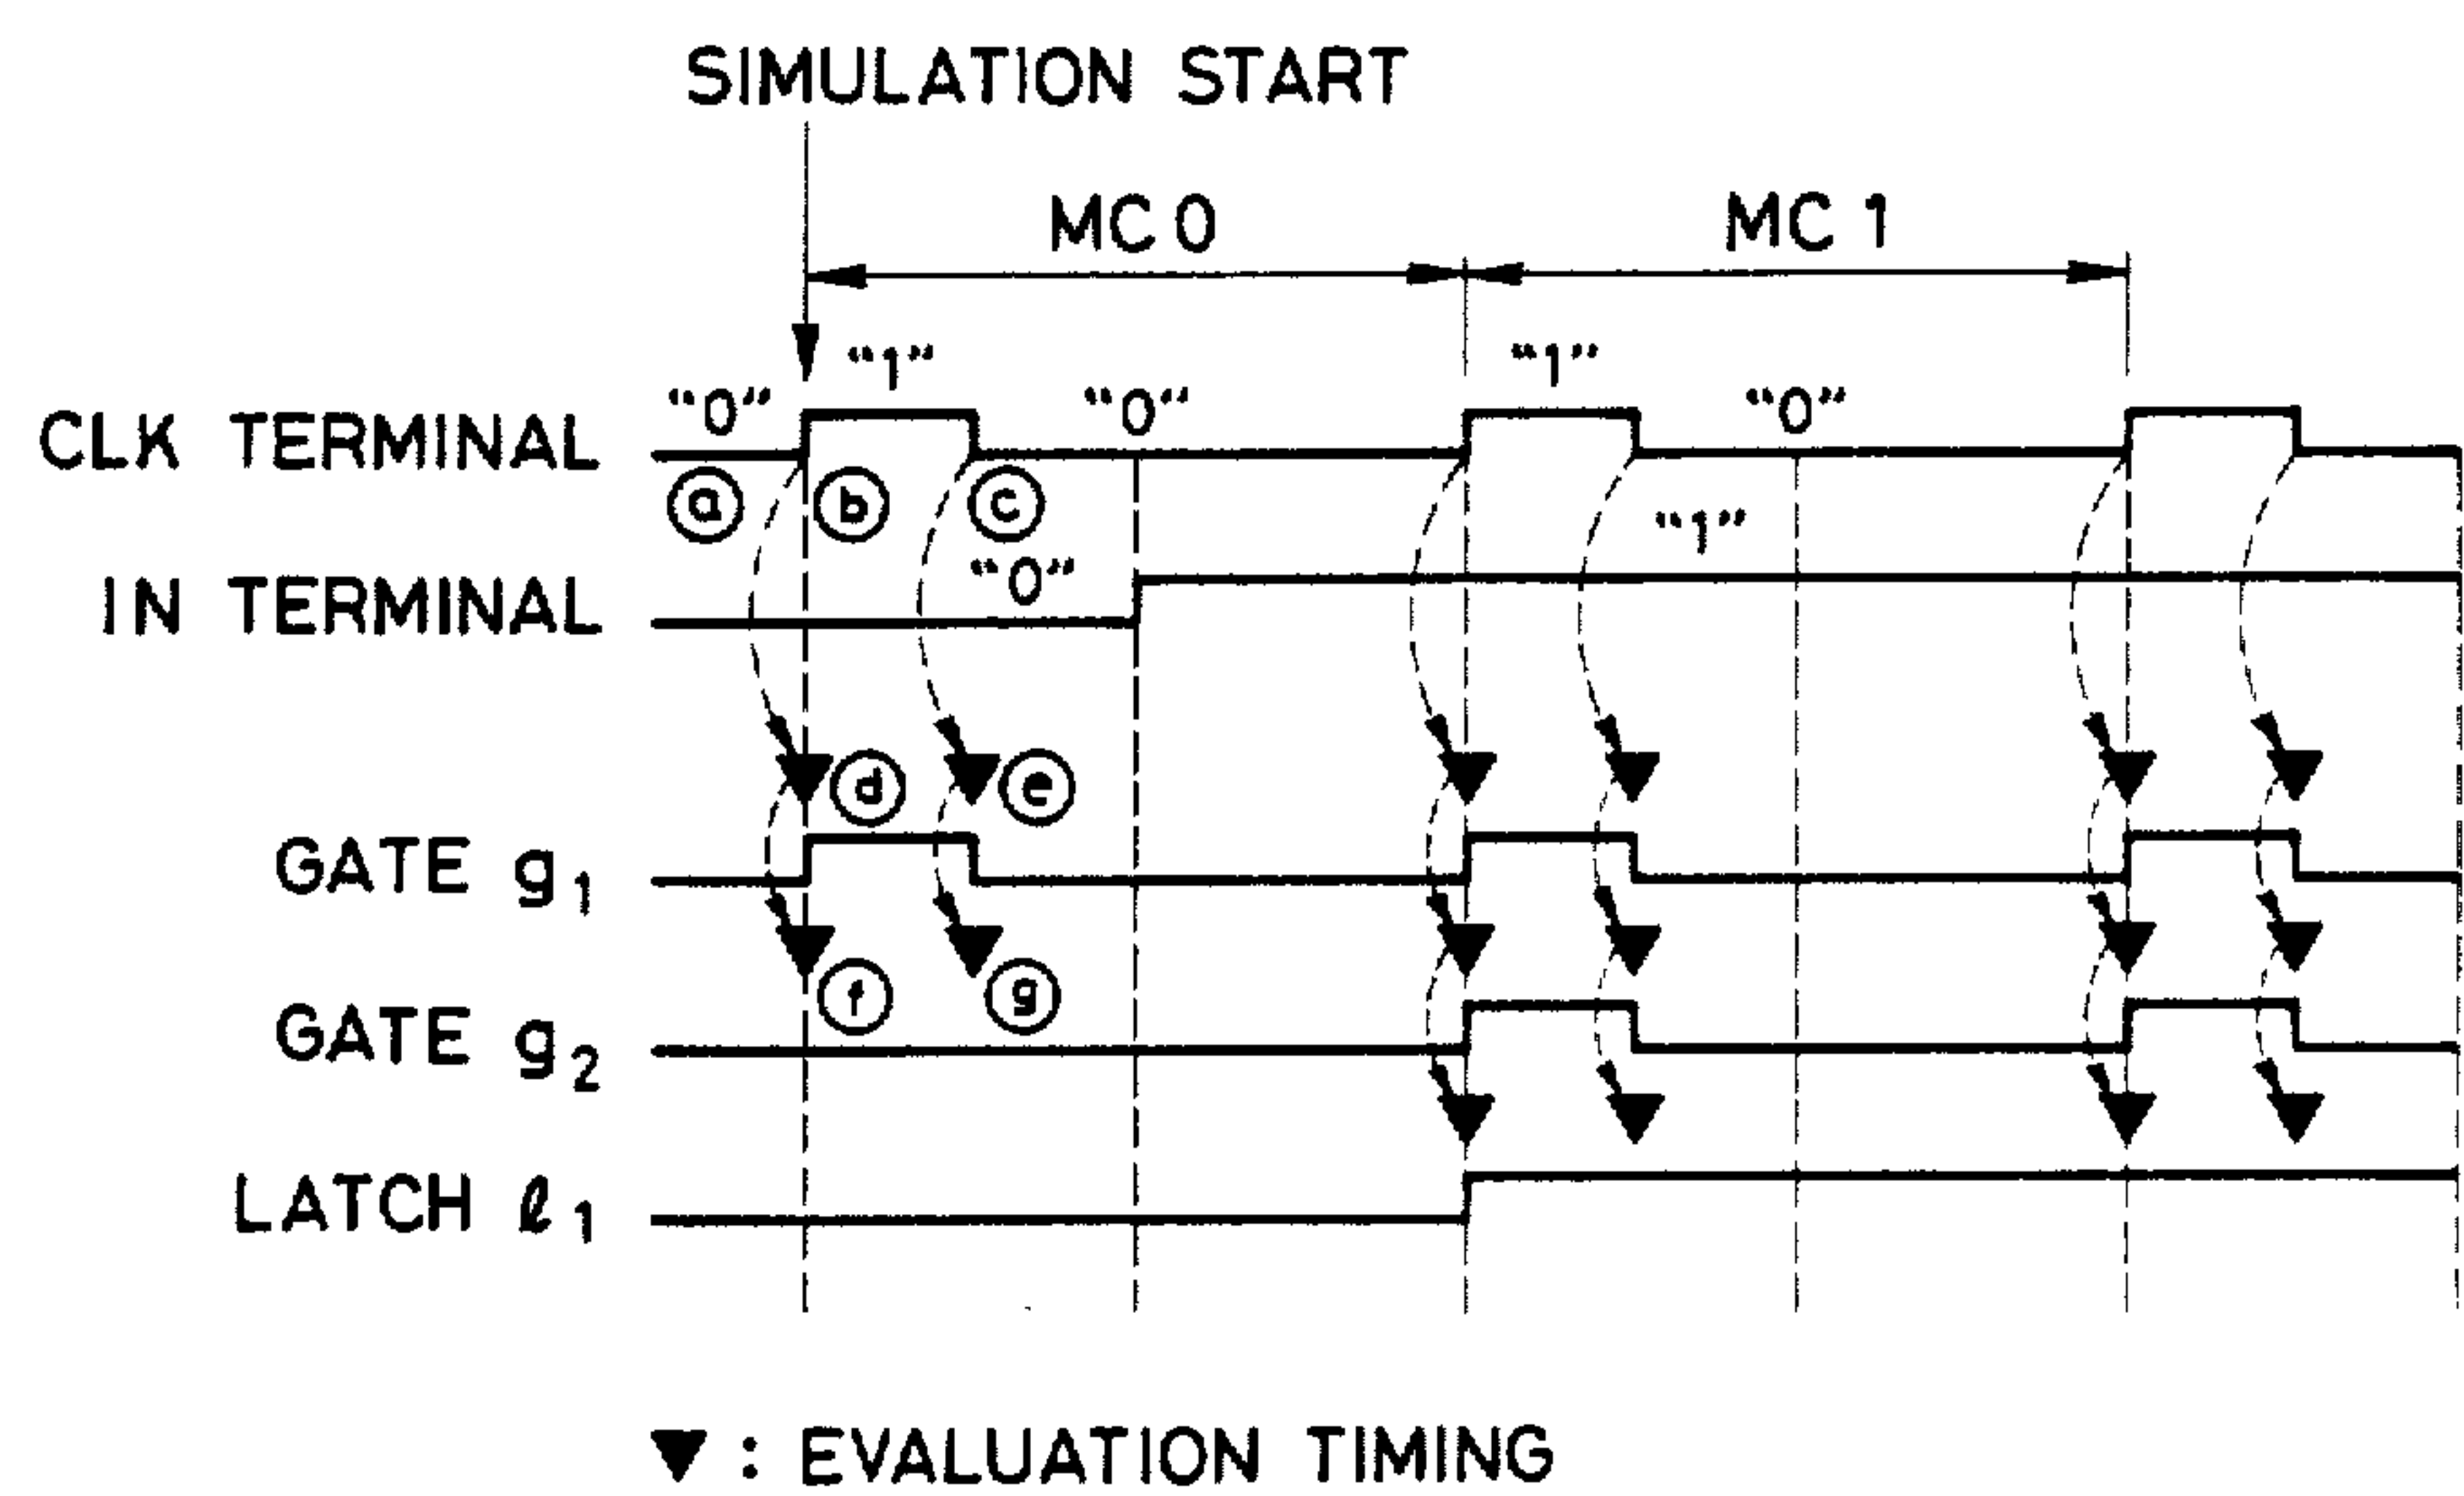 SIMULATION START
MC 0 MC 1
"1" "1"
"0" "0" "0"
CLK TERMINAL
ⓐ ⓑ ⓒ "1"
"0"
IN TERMINAL
ⓓ ⓔ
GATE g1
ⓕ ⓖ
GATE g2
LATCH ℓ1
▼ : EVALUATION TIMING